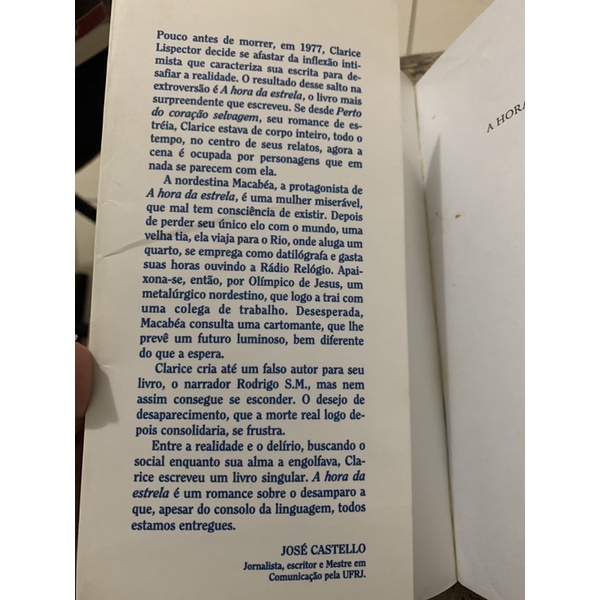 Pouco antes de morrer, em 1977, Clarice
Lispector decide se afastar da inflexão inti-
mista que caracteriza sua escrita para de-
safiar a realidade. O resultado desse salto na
extroversão é A hora da estrela, o livro mais
surpreendente que escreveu. Se desde Perto
do coração selvagem, seu romance de es-
tréia, Clarice estava de corpo inteiro, todo o
tempo, no centro de seus relatos, agora a
cena é ocupada por personagens que em
nada se parecem com ela.
A nordestina Macabéa, a protagonista de
A hora da estrela, é uma mulher miserável,
que mal tem consciência de existir. Depois
de perder seu único elo com o mundo, uma
velha tia, ela viaja para o Rio, onde aluga um
quarto, se emprega como datilógrafa e gasta
suas horas ouvindo a Rádio Relógio. Apai-
xona-se, então, por Olímpico de Jesus, um
metalúrgico nordestino, que logo a trai com
uma colega de trabalho. Desesperada,
Macabéa consulta uma cartomante, que lhe
prevê um futuro luminoso, bem diferente
do que a espera.
Clarice cria até um falso autor para seu
livro, o narrador Rodrigo S.M., mas nem
assim consegue se esconder. O desejo de
desaparecimento, que a morte real logo de-
pois consolidaria, se frustra.
Entre a realidade e o delírio, buscando o
social enquanto sua alma a engolfava, Cla-
rice escreveu um livro singular. A hora da
estrela é um romance sobre o desamparo a
que, apesar do consolo da linguagem, todos
estamos entregues.
JOSÉ CASTELLO
Jornalista, escritor e Mestre em
Comunicação pela UFRJ.
A HORA